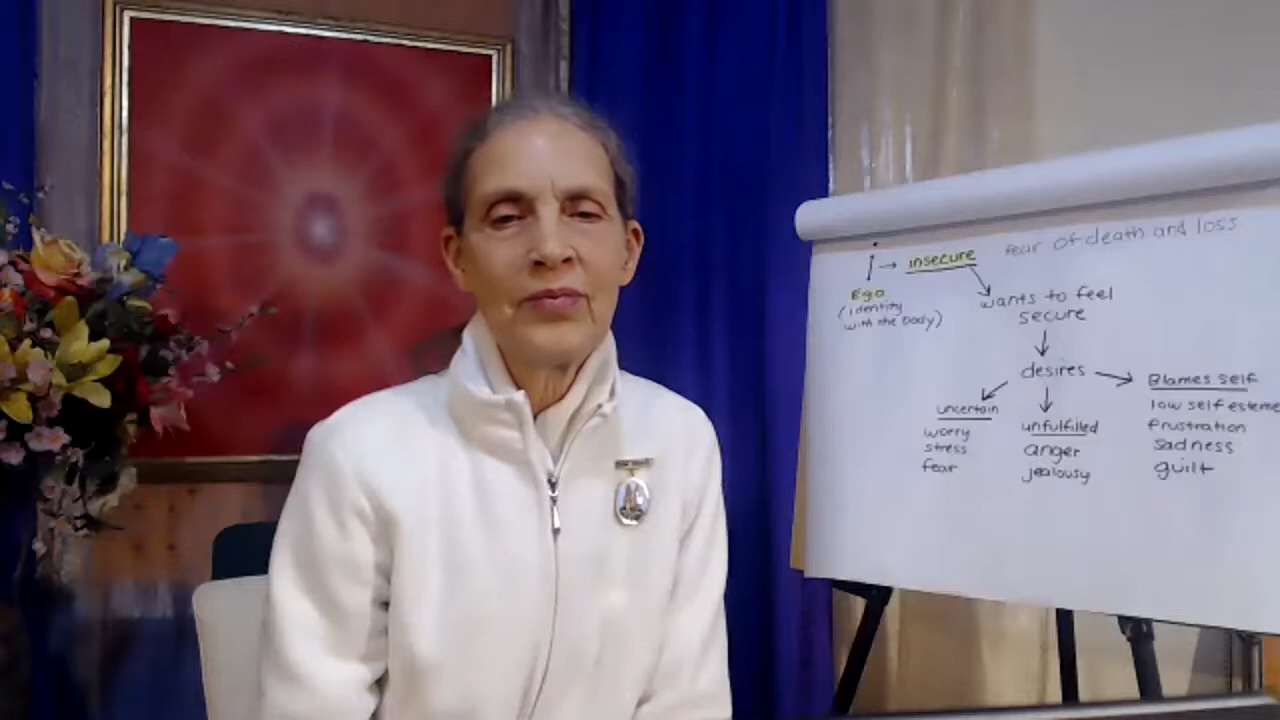 i → insecure fear of death and loss
Ego
(identity
with the body)
wants to feel
secure
desires
uncertain
worry
stress
fear
unfulfilled
anger
jealousy
Blames self
low self esteme
frustration
sadness
guilt